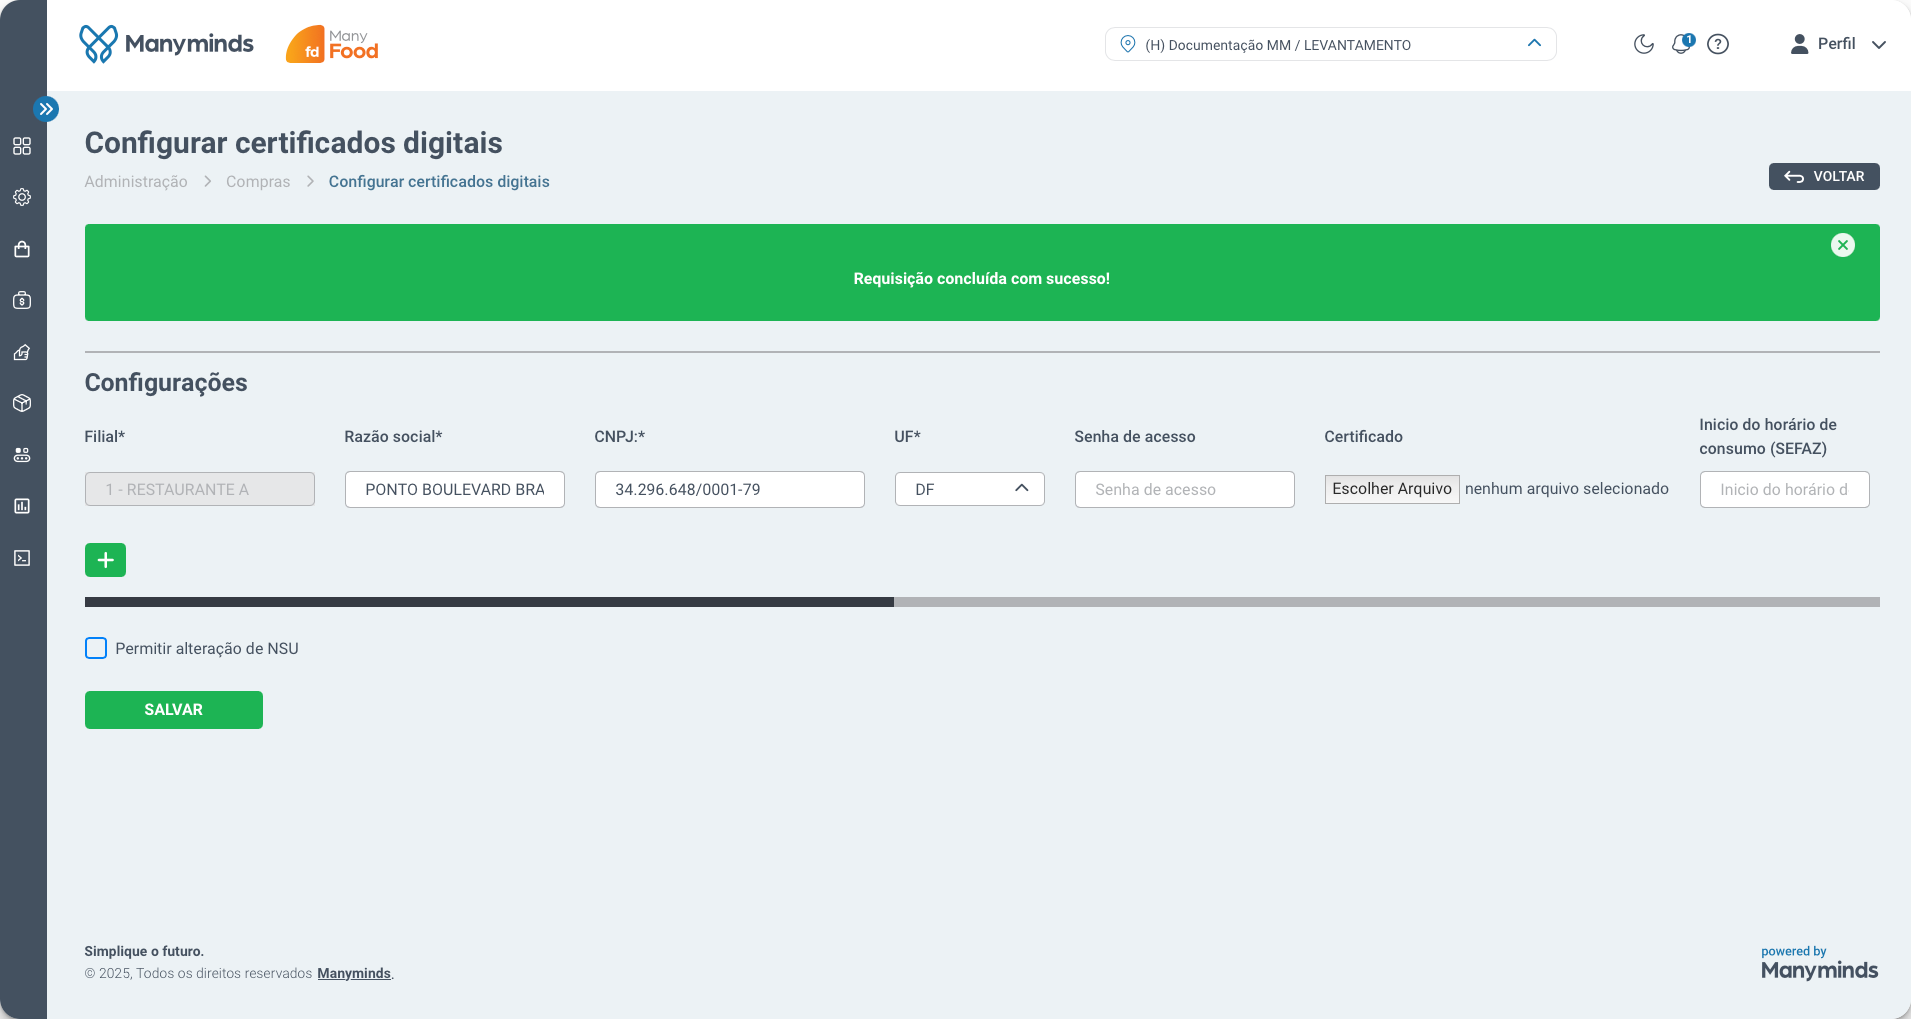 Manyminds
fd Many Food
(H) Documentação MM / LEVANTAMENTO
1
?
Perfil
Configurar certificados digitais
Administração
Compras
Configurar certificados digitais
VOLTAR
Requisição concluída com sucesso!
Configurações
Filial*
Razão social*
CNPJ:*
UF*
Senha de acesso
Certificado
Inicio do horário de
consumo (SEFAZ)
1 - RESTAURANTE A
PONTO BOULEVARD BRA
34.296.648/0001-79
DF
Senha de acesso
Escolher Arquivo nenhum arquivo selecionado
Inicio do horário d
+
Permitir alteração de NSU
SALVAR
Simplique o futuro.
© 2025, Todos os direitos reservados Manyminds.
powered by
Manyminds